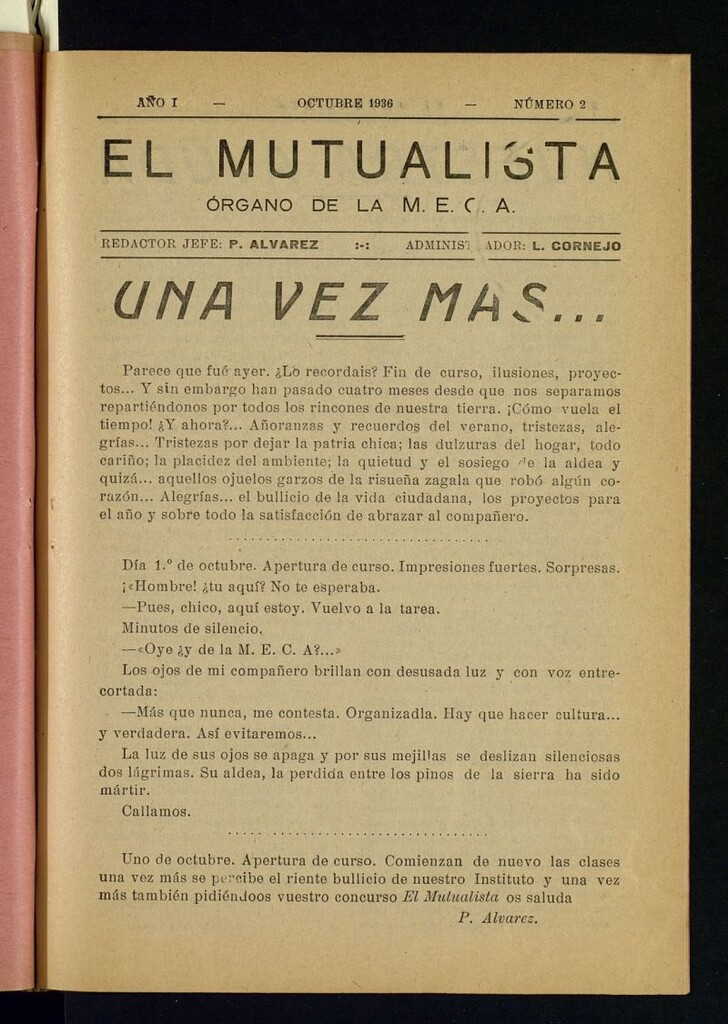 AÑO I — OCTUBRE 1936 — NÚMERO 2
EL MUTUALISTA
ÓRGANO DE LA M. E. C. A.
REDACTOR JEFE: P. ALVAREZ :-: ADMINISTRADOR: L. CORNEJO
UNA VEZ MAS...
Parece que fué ayer. ¿Lo recordais? Fin de curso, ilusiones, proyec-
tos... Y sin embargo han pasado cuatro meses desde que nos separamos
repartiéndonos por todos los rincones de nuestra tierra. ¡Cómo vuela el
tiempo! ¿Y ahora?... Añoranzas y recuerdos del verano, tristezas, ale-
grías... Tristezas por dejar la patria chica; las dulzuras del hogar, todo
cariño; la placidez del ambiente; la quietud y el sosiego de la aldea y
quizá... aquellos ojuelos garzos de la risueña zagala que robó algún co-
razón... Alegrías... el bullicio de la vida ciudadana, los proyectos para
el año y sobre todo la satisfacción de abrazar al compañero.
Día 1.º de octubre. Apertura de curso. Impresiones fuertes. Sorpresas.
¡«Hombre! ¿tu aquí? No te esperaba.
—Pues, chico, aquí estoy. Vuelvo a la tarea.
Minutos de silencio.
—«Oye ¿y de la M. E. C. A?...»
Los ojos de mi compañero brillan con desusada luz y con voz entre-
cortada:
—Más que nunca, me contesta. Organizadla. Hay que hacer cultura...
y verdadera. Así evitaremos...
La luz de sus ojos se apaga y por sus mejillas se deslizan silenciosas
dos lágrimas. Su aldea, la perdida entre los pinos de la sierra ha sido
mártir.
Callamos.
Uno de octubre. Apertura de curso. Comienzan de nuevo las clases
una vez más se percibe el riente bullicio de nuestro Instituto y una vez
más también pidiéndoos vuestro concurso El Mutualista os saluda
P. Alvarez.